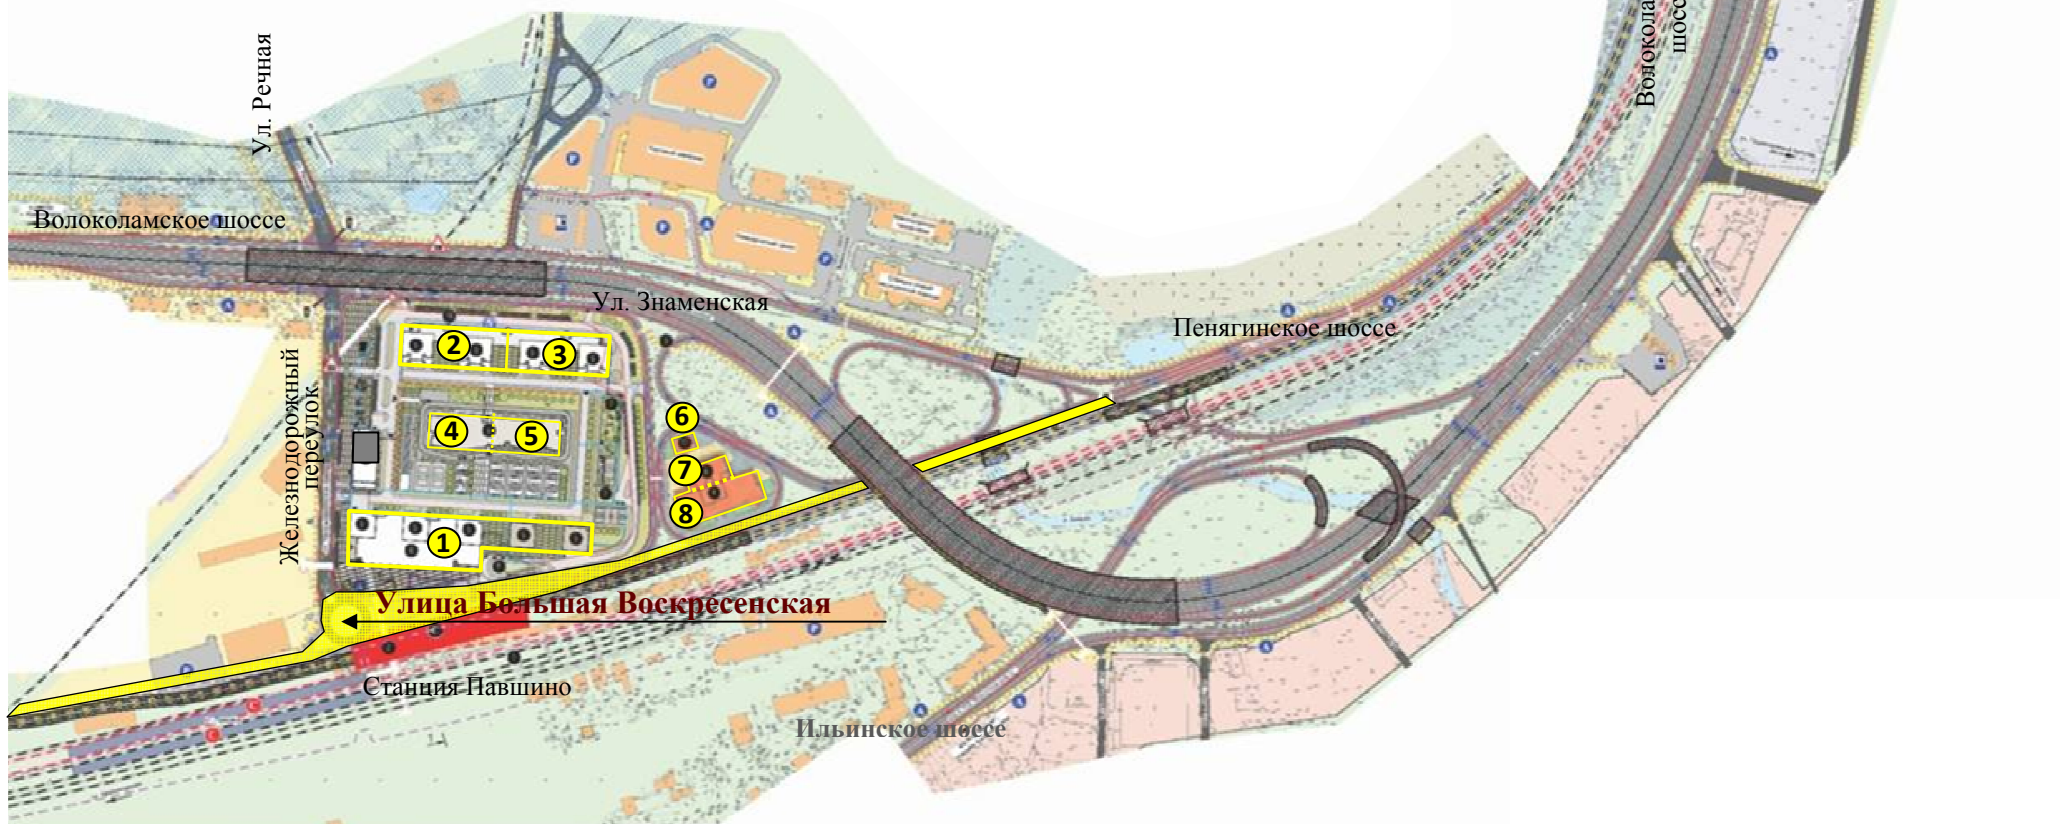 Волокола
шосс
Ул. Речная
Волоколамское шоссе
Ул. Знаменская
Пенягинское шоссе
2
3
Железнодорожный
переулок
4
5
6
7
8
1
Улица Большая Воскресенская
Станция Павшино
Ильинское шоссе